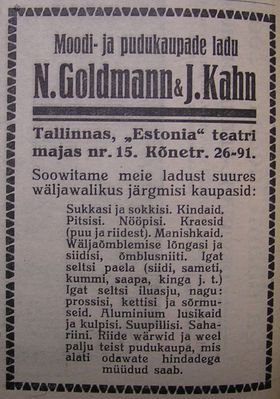 Moodi- ja pudukaupade ladu
N. Goldmann & J. Kahn
Tallinnas, „Estonia“ teatri
majas nr. 15. Kõnetr. 26-91.
Soowitame meie ladust suures
wäljawalikus järgmisi kaupasid:
Sukkasi ja sokkisi. Kindaid,
Pitsisi. Nööpisi. Kraesid
(puu ja riidest). Manishkaid.
Wäljaõmblemise lõngasi ja
siidisi, õmblusniiti. Igat
seltsi paela (siidi, sameti,
kummi, saapa, kinga j. t.)
Igat seltsi iluasju, nagu:
prossisi, kettisi ja sõrmu-
seid. Aluminium lusikaid
ja kulpisi. Suupiilisi. Saha-
riini. Riide wärwid ja weel
palju teist pudukaupa, mis
alati odawate hindadega
müüdud saab.